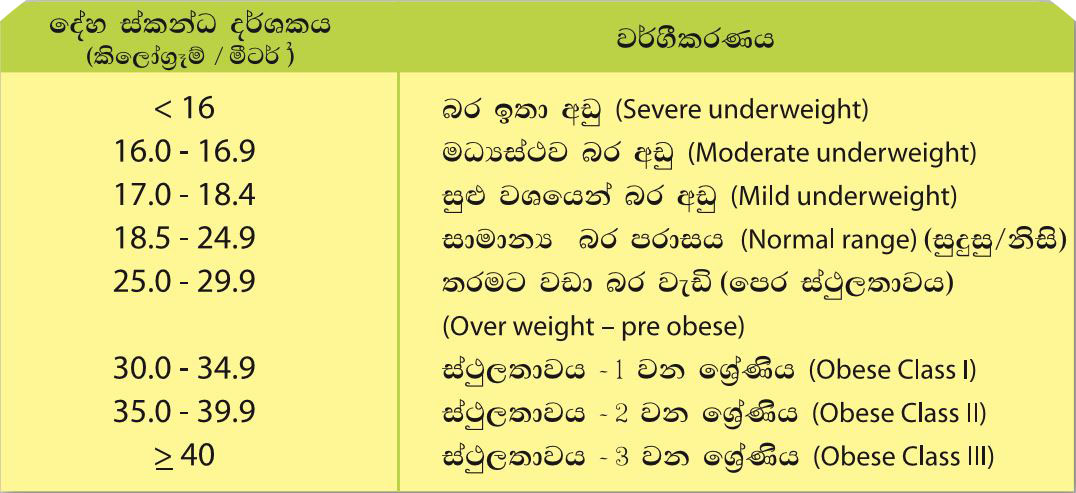 දේහ ස්කන්ධ දර්ශකය වර්ගීකරණය
(කිලෝග්‍රෑම් / මීටර්²)
< 16 බර ඉතා අඩු (Severe underweight)
16.0 - 16.9 මධ්‍යස්ථව බර අඩු (Moderate underweight)
17.0 - 18.4 සුළු වශයෙන් බර අඩු (Mild underweight)
18.5 - 24.9 සාමාන්‍ය බර පරාසය (Normal range) (සුදුසු/නිසි)
25.0 - 29.9 තරමට වඩා බර වැඩි (පෙර ස්ථුලතාවය)
(Over weight – pre obese)
30.0 - 34.9 ස්ථුලතාවය - 1 වන ශ්‍රේණිය (Obese Class I)
35.0 - 39.9 ස්ථුලතාවය - 2 වන ශ්‍රේණිය (Obese Class II)
≥ 40 ස්ථුලතාවය - 3 වන ශ්‍රේණිය (Obese Class III)